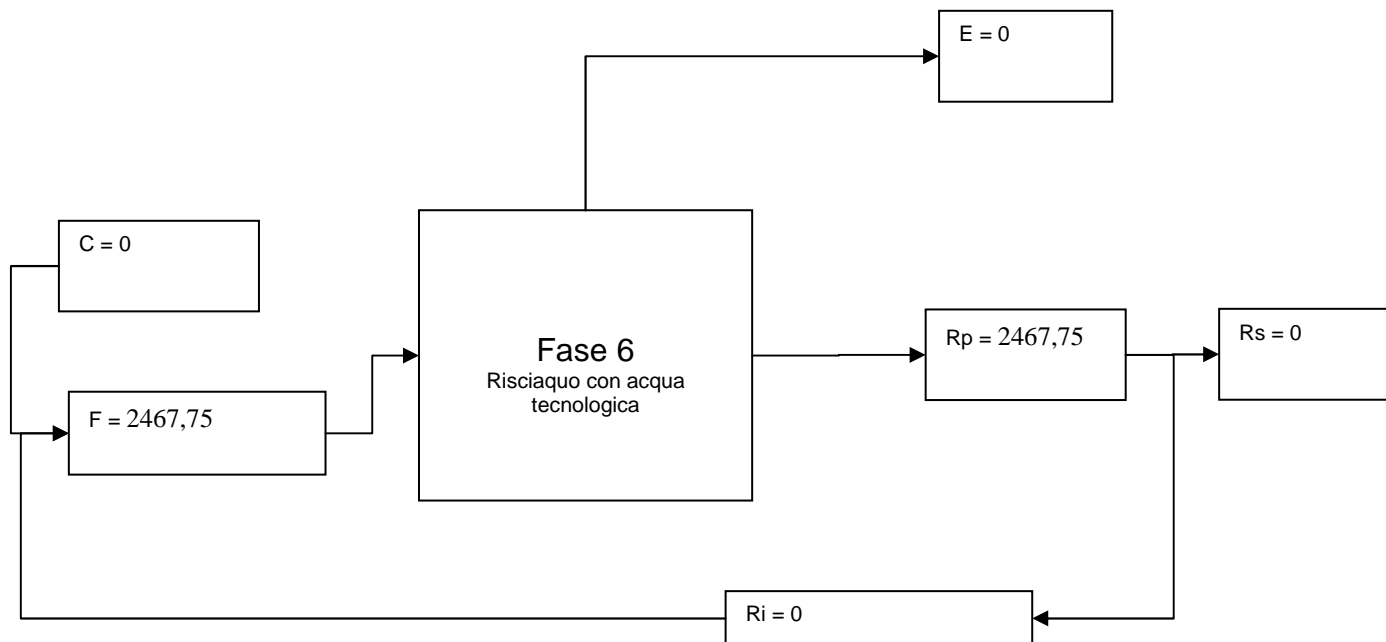 E = 0
C = 0
Fase 6
Risciaquo con acqua
tecnologica
Rp = 2467,75
Rs = 0
F = 2467,75
Ri = 0